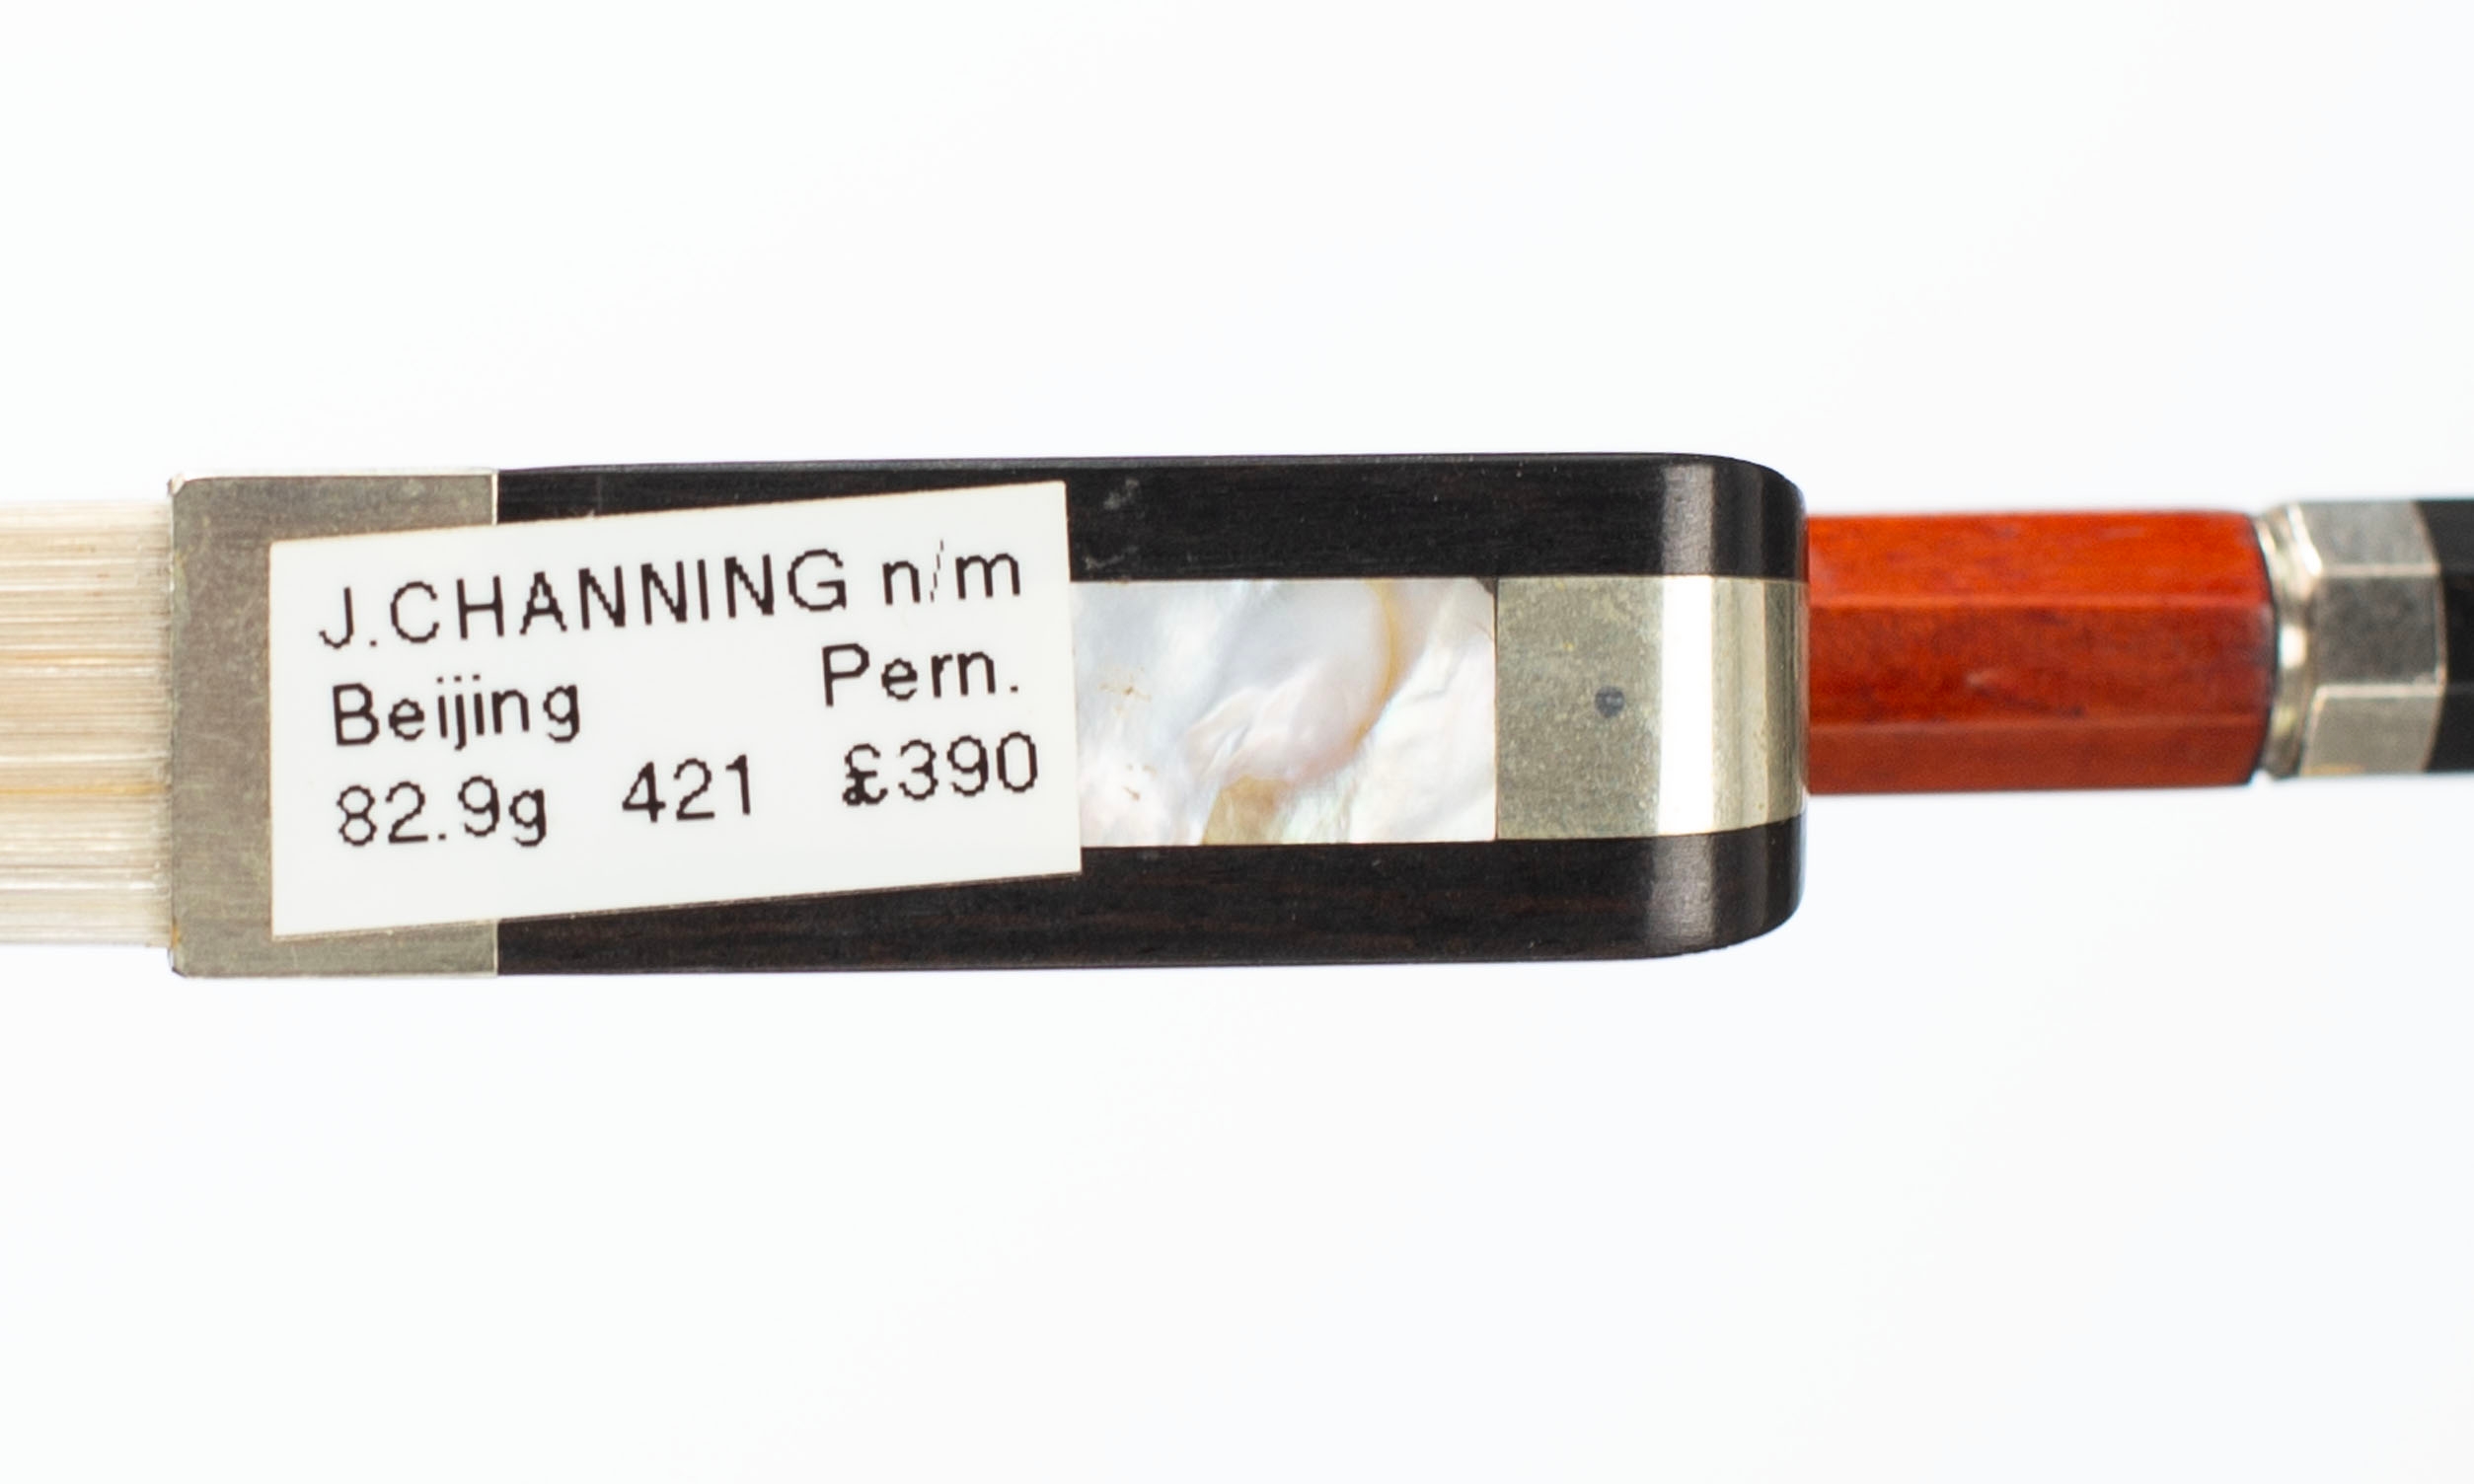 J.CHANNING n/m
Beijing Pern.
82.9g 421 £390